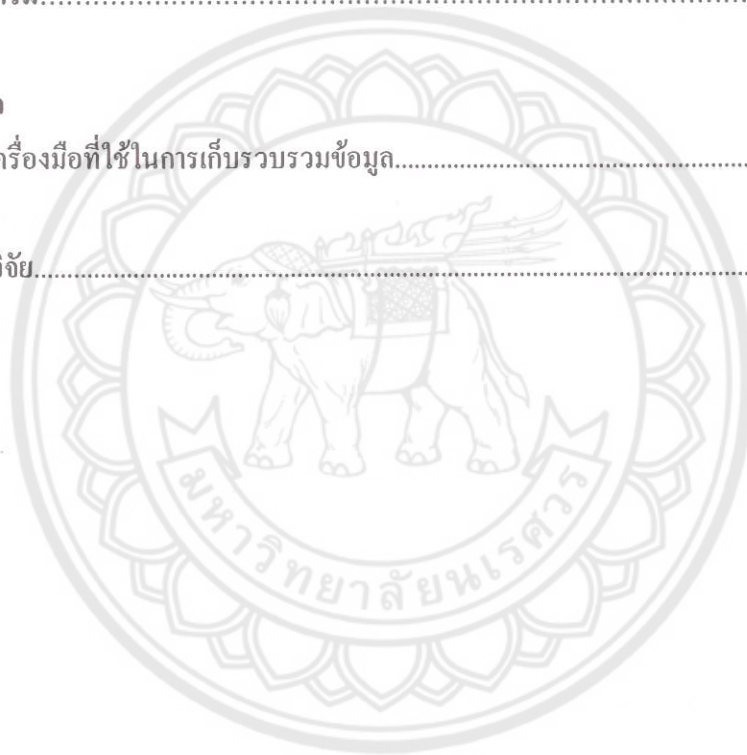 ครื่องมือที่ใช้ในการเก็บรวบรวมข้อมูล................................................................
วิจัย................................................................................................................
มหาวิทยาลัยนเรศวร